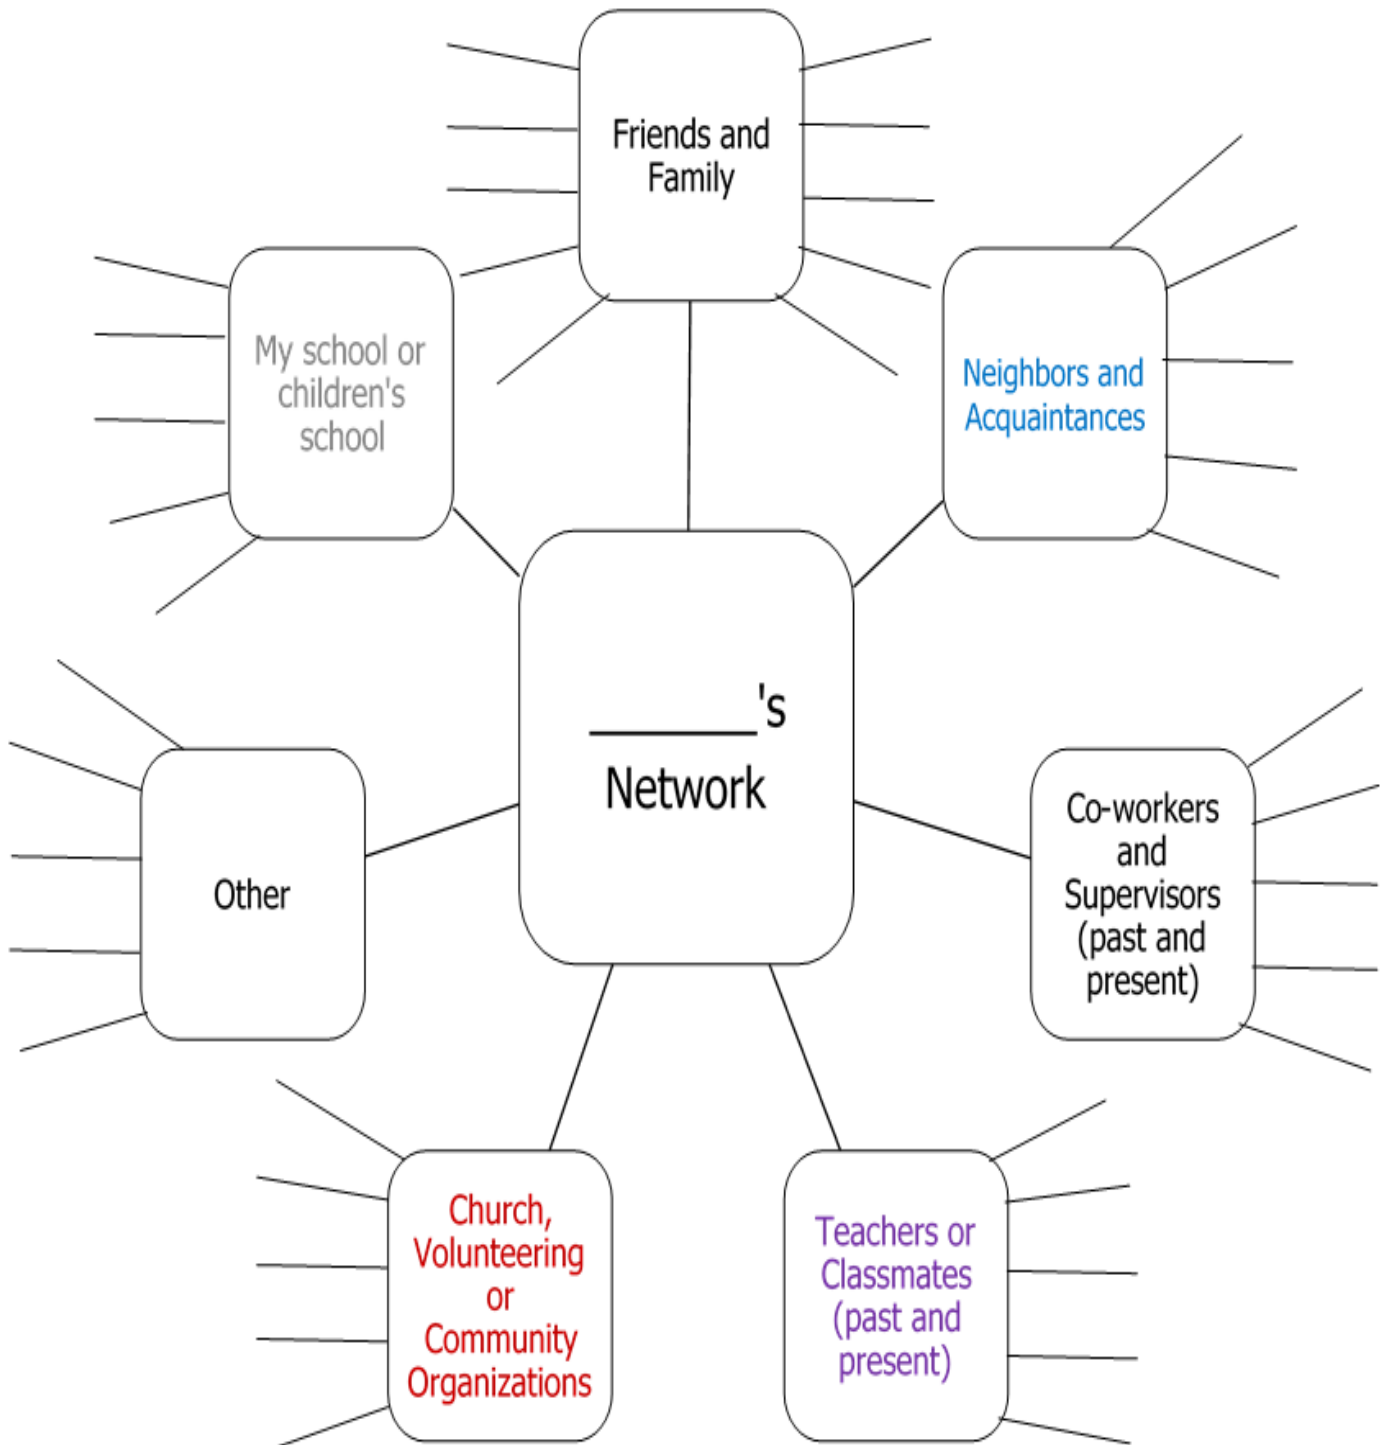 Friends and
Family
My school or
children's
school
Neighbors and
Acquaintances
_______'s
Network
Other
Co-workers
and
Supervisors
(past and
present)
Church,
Volunteering
or
Community
Organizations
Teachers or
Classmates
(past and
present)